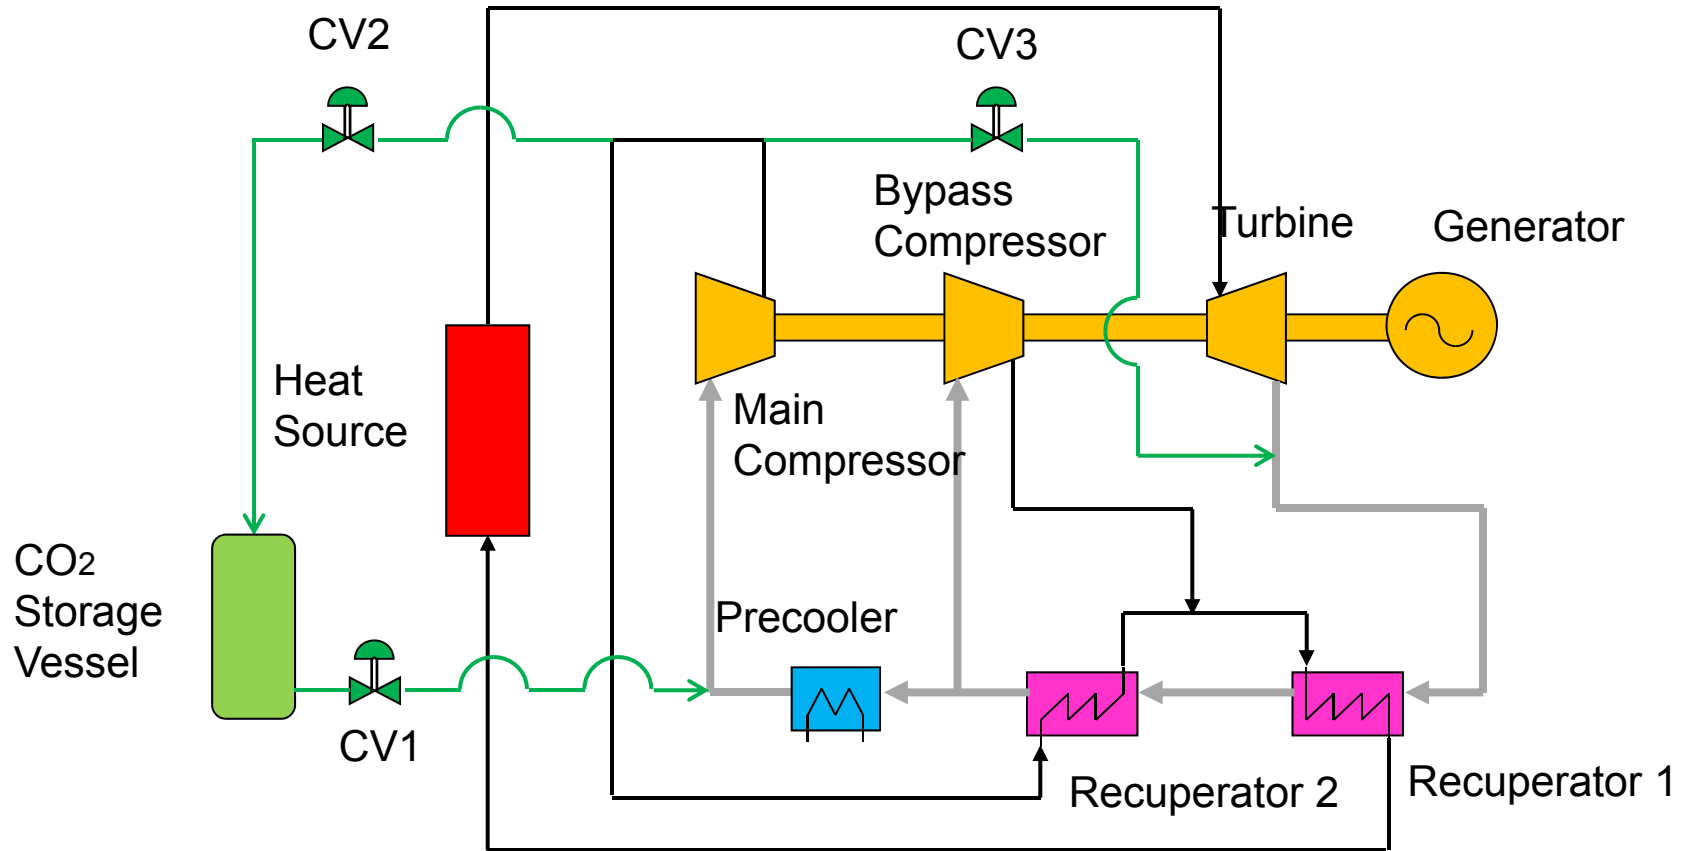 CV2
CV3
Bypass
Compressor
Turbine
Generator
Heat
Source
Main
Compressor
CO2
Storage
Vessel
Precooler
CV1
Recuperator 2
Recuperator 1